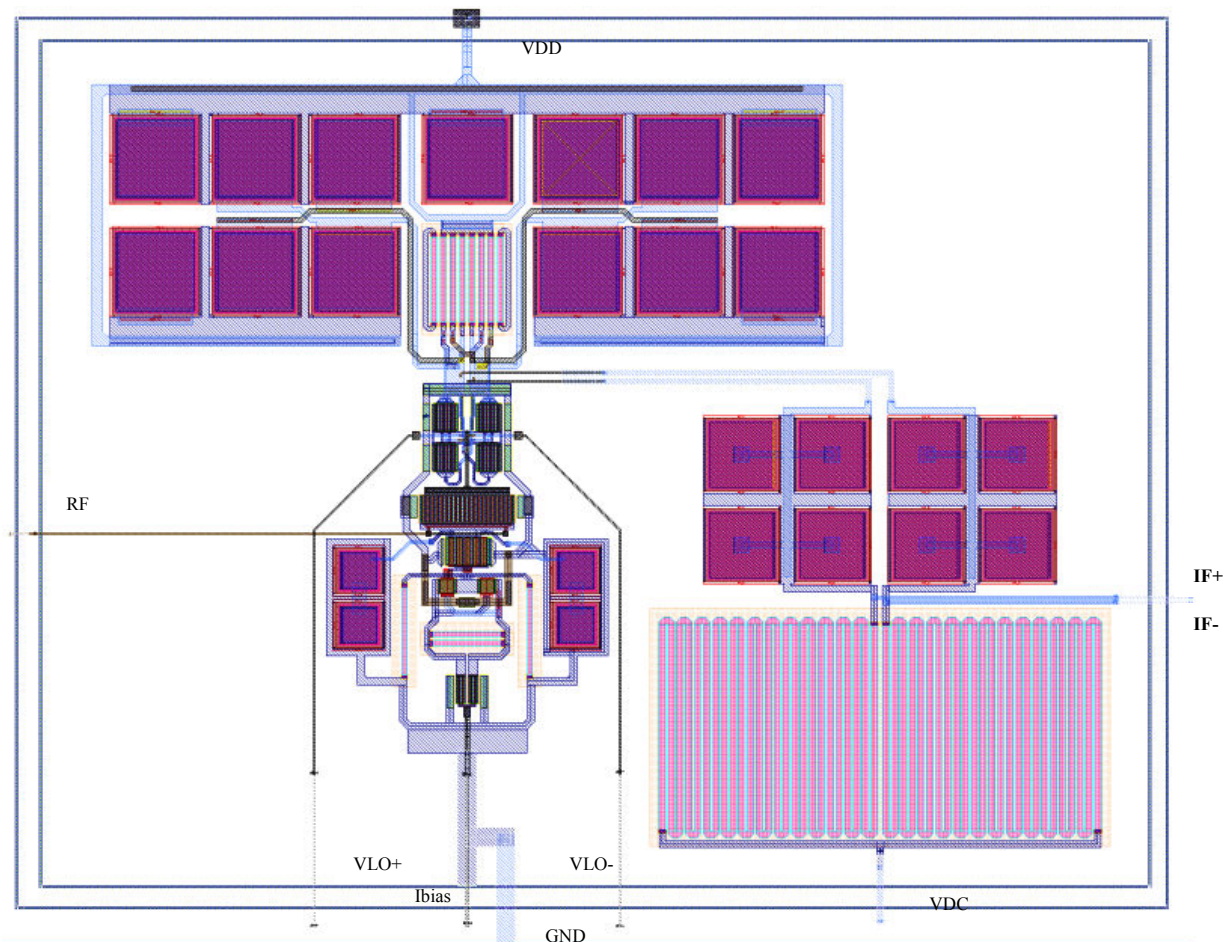 VDD
RF
IF+
IF-
VLO+
VLO-
Ibias
VDC
GND